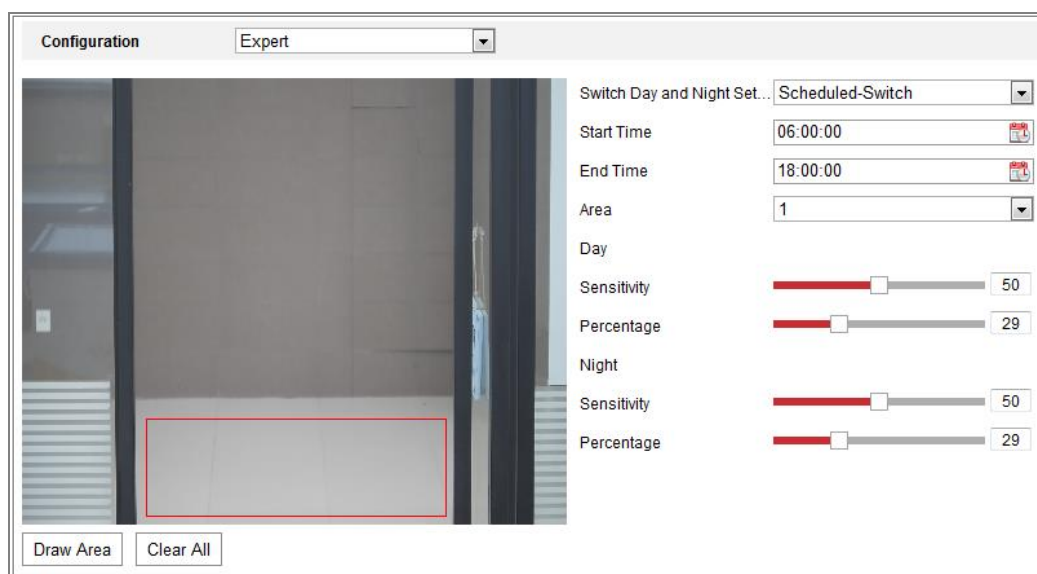 Configuration Expert
Switch Day and Night Set... Scheduled-Switch
Start Time 06:00:00
End Time 18:00:00
Area 1
Day
Sensitivity 50
Percentage 29
Night
Sensitivity 50
Percentage 29
Draw Area Clear All